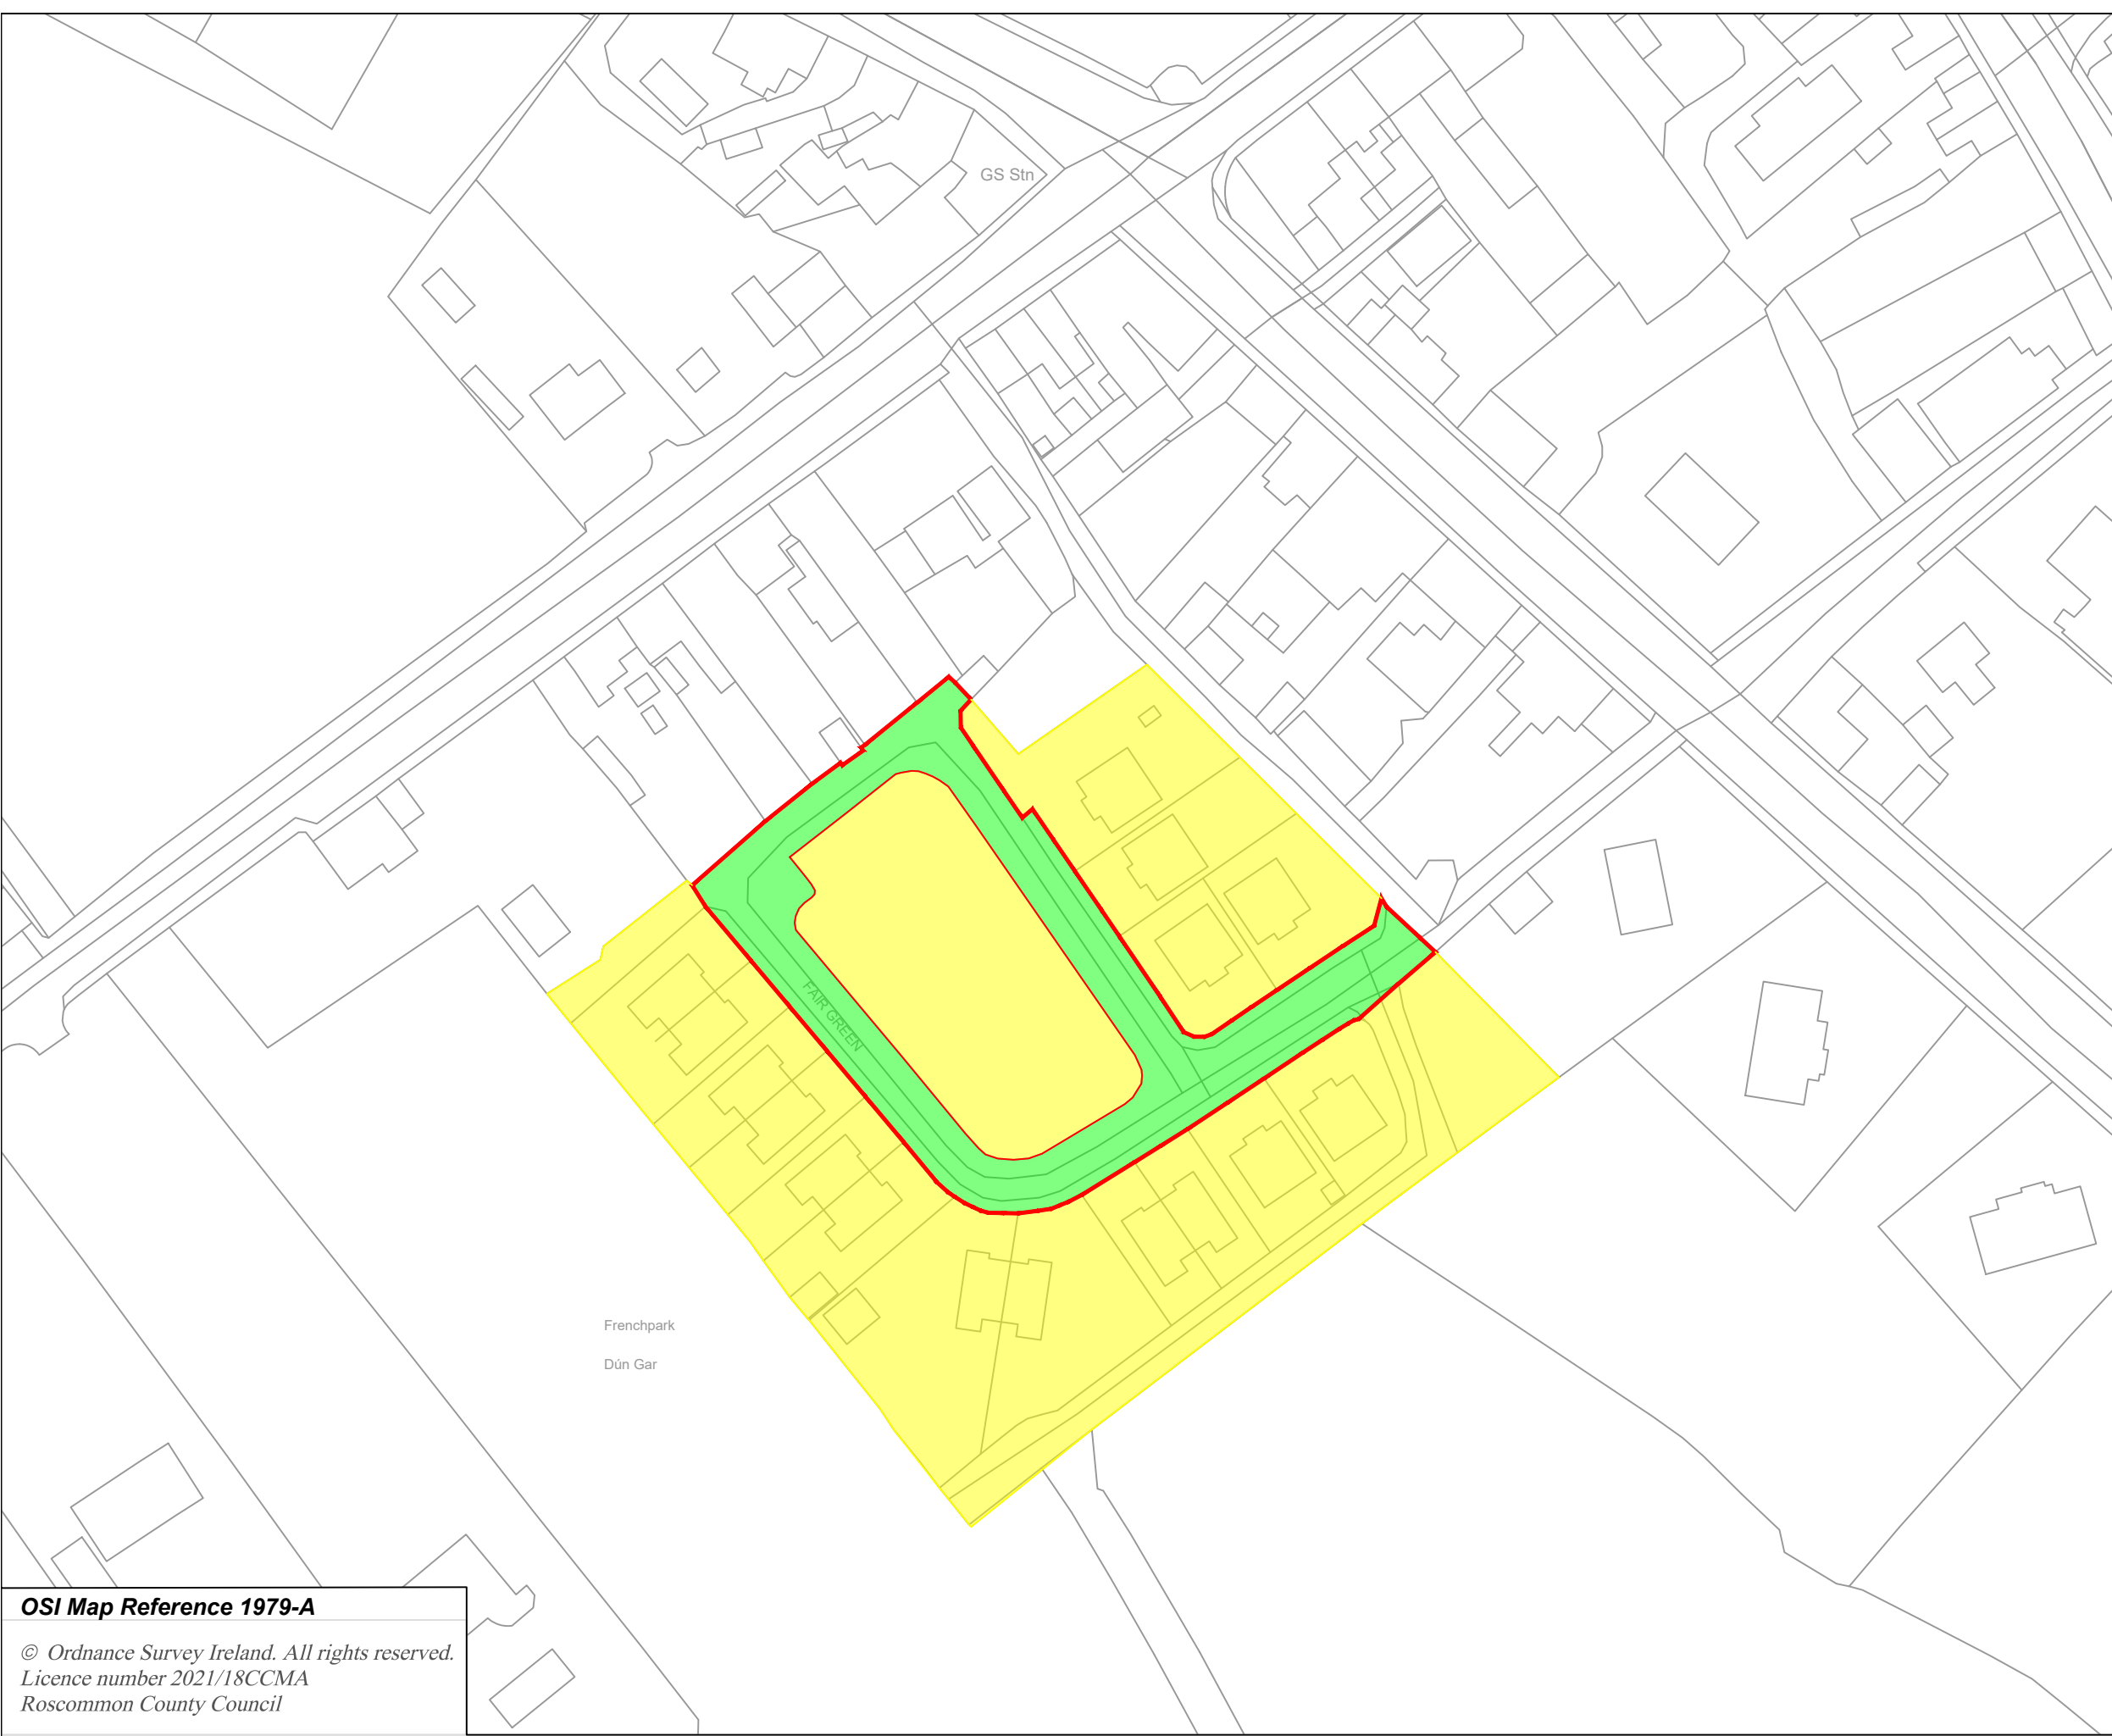 GS Stn
FAIR GREEN
Frenchpark
Dún Gar
OSI Map Reference 1979-A
© Ordnance Survey Ireland. All rights reserved.
Licence number 2021/18CCMA
Roscommon County Council